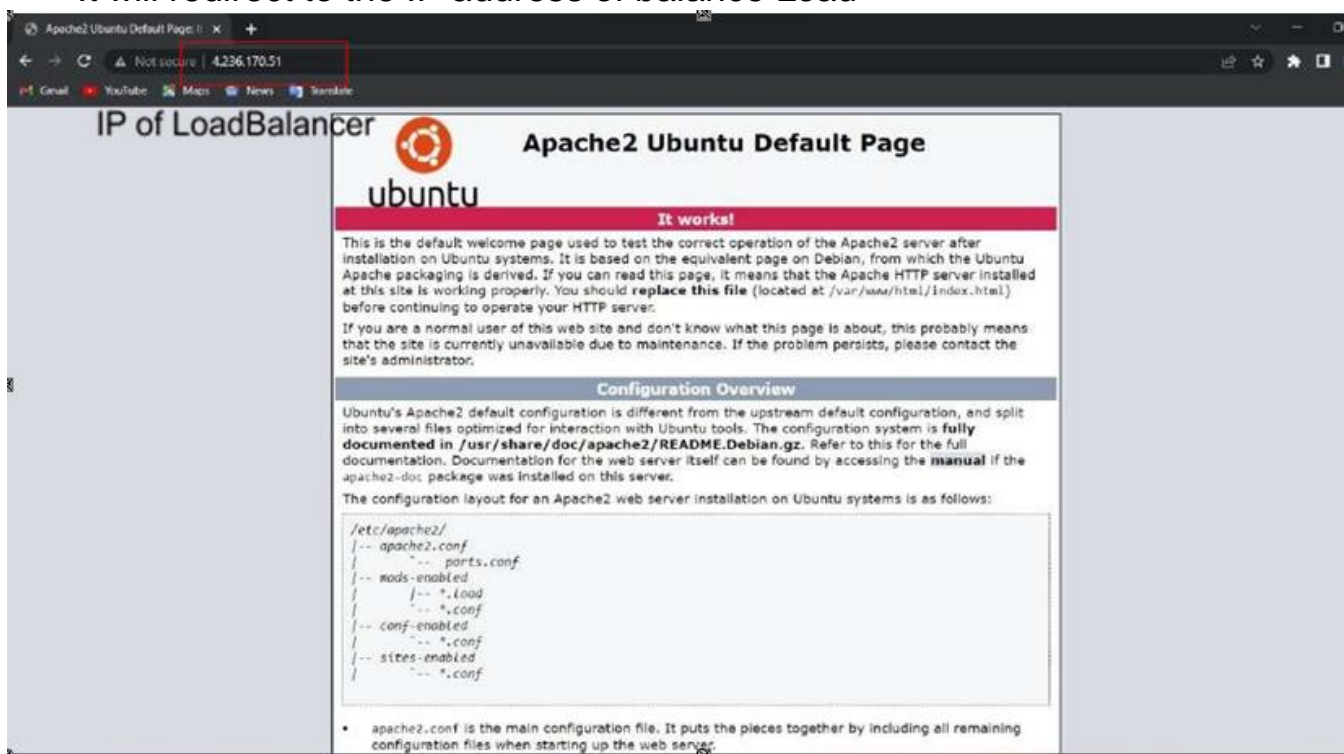 It will redirect to the IP address of balance Load
Apache2 Ubuntu Default Page: I
Not secure | 4.236.170.51
Gmail YouTube Maps News Translate
IP of LoadBalancer
ubuntu
Apache2 Ubuntu Default Page
It works!
This is the default welcome page used to test the correct operation of the Apache2 server after
installation on Ubuntu systems. It is based on the equivalent page on Debian, from which the Ubuntu
Apache packaging is derived. If you can read this page, it means that the Apache HTTP server installed
at this site is working properly. You should replace this file (located at /var/www/html/index.html)
before continuing to operate your HTTP server.
If you are a normal user of this web site and don't know what this page is about, this probably means
that the site is currently unavailable due to maintenance. If the problem persists, please contact the
site's administrator.
Configuration Overview
Ubuntu's Apache2 default configuration is different from the upstream default configuration, and split
into several files optimized for interaction with Ubuntu tools. The configuration system is fully
documented in /usr/share/doc/apache2/README.Debian.gz. Refer to this for the full
documentation. Documentation for the web server itself can be found by accessing the manual if the
apache2-doc package was installed on this server.
The configuration layout for an Apache2 web server installation on Ubuntu systems is as follows:
/etc/apache2/
|-- apache2.conf
|       `-- ports.conf
|-- mods-enabled
|       |-- *.load
|       `-- *.conf
|-- conf-enabled
|       `-- *.conf
|-- sites-enabled
|       `-- *.conf
• apache2.conf is the main configuration file. It puts the pieces together by including all remaining
configuration files when starting up the web server.